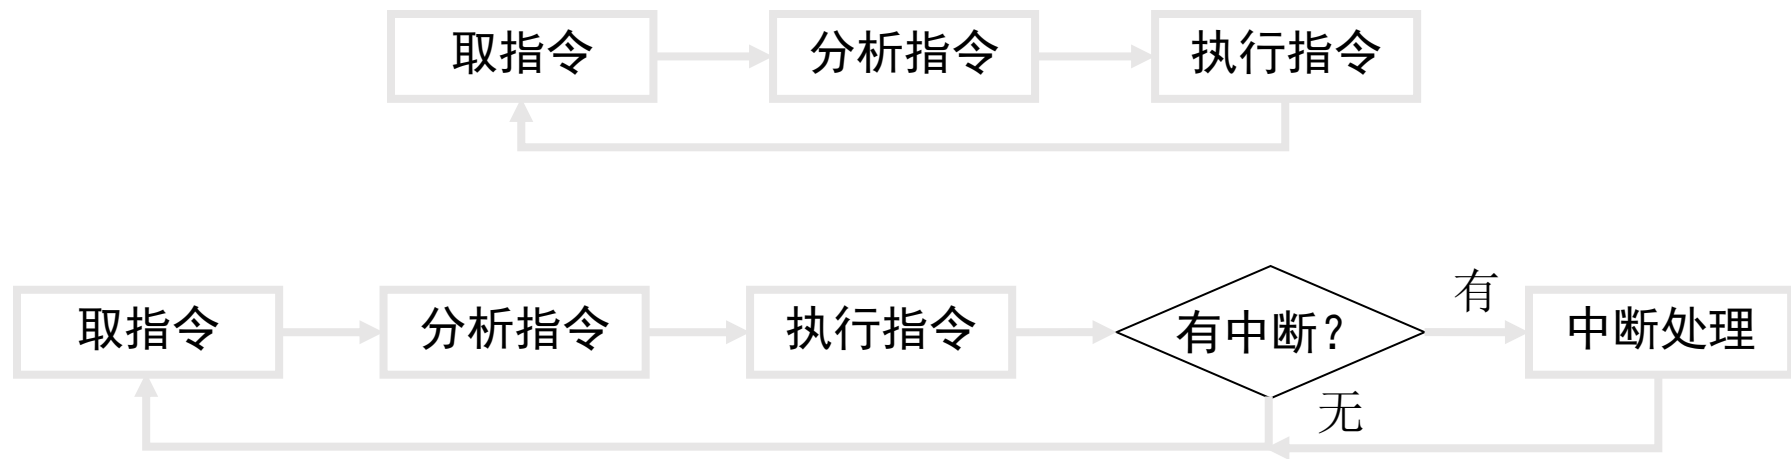 取指令
分析指令
执行指令
取指令
分析指令
执行指令
有中断？
有
中断处理
无